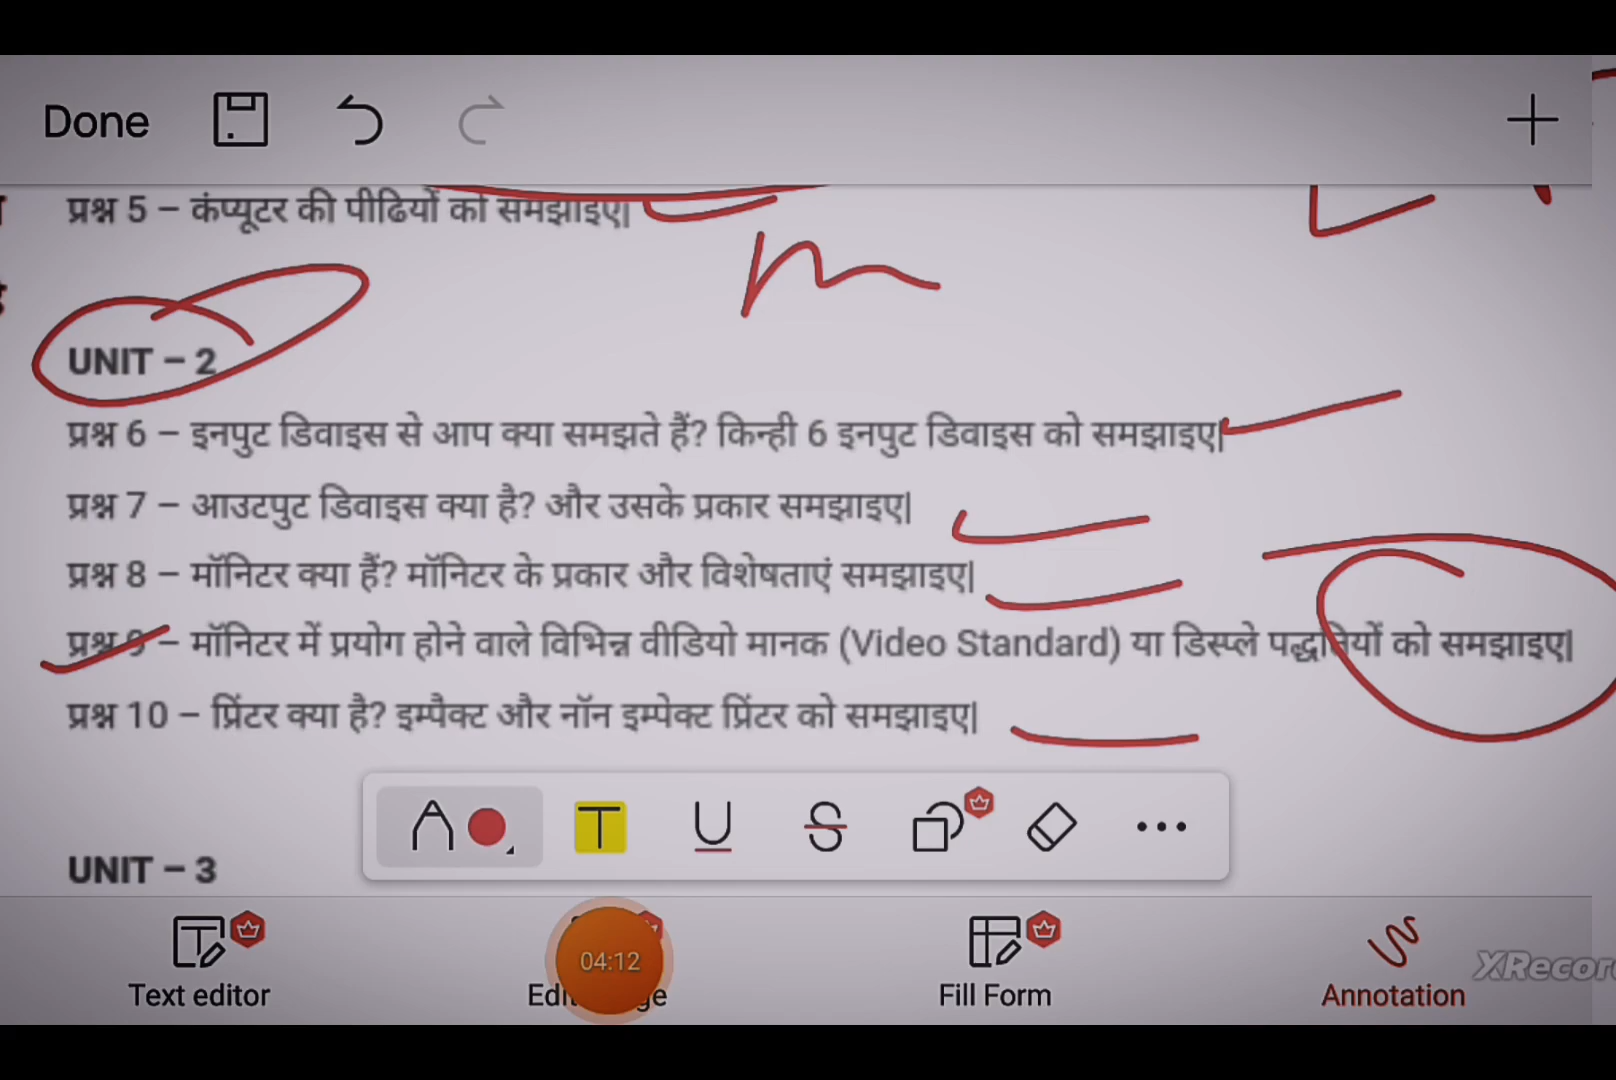 Done
प्रश्न 5 – कंप्यूटर की पीढियों को समझाइए|
UNIT – 2
प्रश्न 6 – इनपुट डिवाइस से आप क्या समझते हैं? किन्ही 6 इनपुट डिवाइस को समझाइए|
प्रश्न 7 – आउटपुट डिवाइस क्या है? और उसके प्रकार समझाइए|
प्रश्न 8 – मॉनिटर क्या हैं? मॉनिटर के प्रकार और विशेषताएं समझाइए|
प्रश्न 9 – मॉनिटर में प्रयोग होने वाले विभिन्न वीडियो मानक (Video Standard) या डिस्प्ले पद्धतियों को समझाइए|
प्रश्न 10 – प्रिंटर क्या है? इम्पैक्ट और नॉन इम्पेक्ट प्रिंटर को समझाइए|
UNIT – 3
04:12
Text editor
Fill Form
Annotation
XRecor